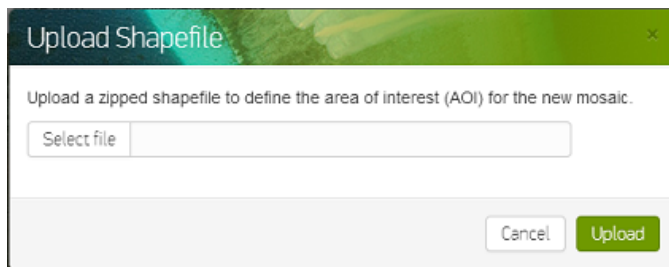 Upload Shapefile
×
Upload a zipped shapefile to define the area of interest (AOI) for the new mosaic.
Select file
Cancel Upload